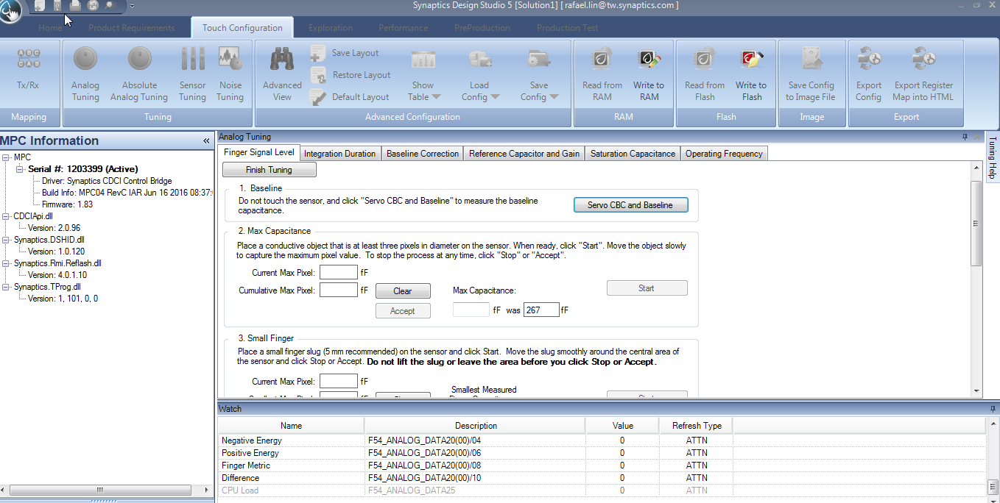 Synaptics Design Studio 5 [Solution1] [ rafael.lin@tw.synaptics.com ]
Home Product Requirements Touch Configuration Exploration Performance PreProduction Production Test
Tx/Rx
Mapping
Analog Tuning
Absolute Analog Tuning
Sensor Tuning
Noise Tuning
Tuning
Advanced View
Save Layout
Restore Layout
Default Layout
Show Table
Load Config
Save Config
Advanced Configuration
Read from RAM
Write to RAM
RAM
Read from Flash
Write to Flash
Flash
Save Config to Image File
Image
Export Config
Export Register Map into HTML
Export
MPC Information «
MPC
Serial #: 1203399 (Active)
Driver: Synaptics CDCI Control Bridge
Build Info: MPC04 RevC IAR Jun 16 2016 08:37:
Firmware: 1.83
CDCIApi.dll
Version: 2.0.96
Synaptics.DSHID.dll
Version: 1.0.120
Synaptics.Rmi.Reflash.dll
Version: 4.0.1.10
Synaptics.TProg.dll
Version: 1, 101, 0, 0
Analog Tuning
Finger Signal Level Integration Duration Baseline Correction Reference Capacitor and Gain Saturation Capacitance Operating Frequency
Finish Tuning
1. Baseline
Do not touch the sensor, and click "Servo CBC and Baseline" to measure the baseline
capacitance.
Servo CBC and Baseline
2. Max Capacitance
Place a conductive object that is at least three pixels in diameter on the sensor. When ready, click "Start". Move the object slowly
to capture the maximum pixel value. To stop the process at any time, click "Stop" or "Accept".
Current Max Pixel: fF
Cumulative Max Pixel: fF Clear Max Capacitance: Start
Accept fF was 267 fF
3. Small Finger
Place a small finger slug (5 mm recommended) on the sensor and click Start. Move the slug smoothly around the central area of
the sensor and click Stop or Accept. Do not lift the slug or leave the area before you click Stop or Accept.
Current Max Pixel: fF
Smallest Measured
Tuning Help
Watch
Name Description Value Refresh Type
Negative Energy F54_ANALOG_DATA20(00)/04 0 ATTN
Positive Energy F54_ANALOG_DATA20(00)/06 0 ATTN
Finger Metric F54_ANALOG_DATA20(00)/08 0 ATTN
Difference F54_ANALOG_DATA20(00)/10 0 ATTN
CPU Load F54_ANALOG_DATA25 0 ATTN